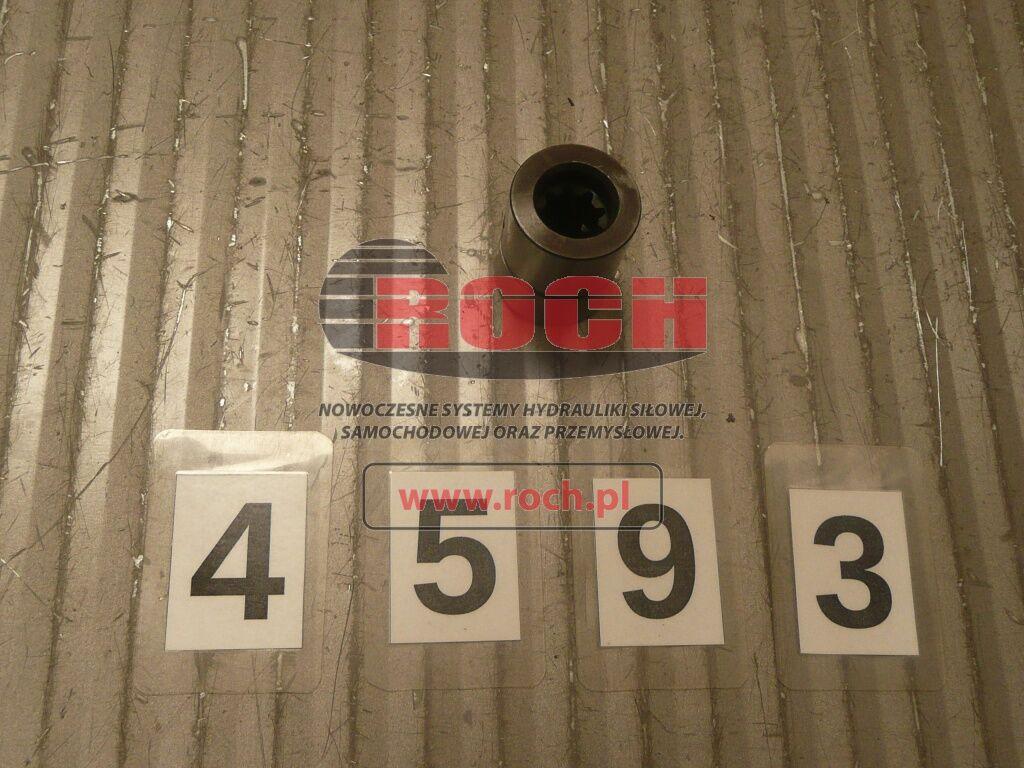 ROCH
NOWOCZESNE SYSTEMY HYDRAULIKI SIŁOWEJ,
SAMOCHODOWEJ ORAZ PRZEMYSŁOWEJ.
www.roch.pl
4 5 9 3